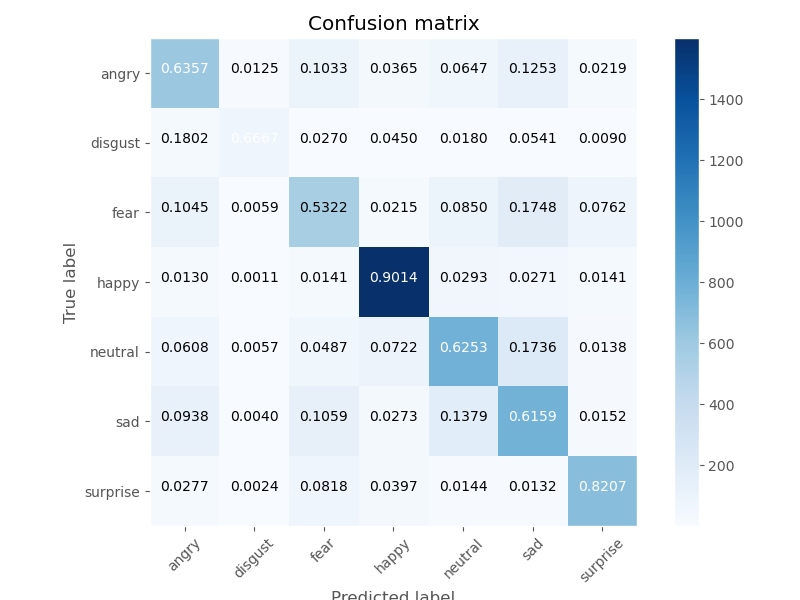 Confusion matrix
angry 0.6357 0.0125 0.1033 0.0365 0.0647 0.1253 0.0219
disgust 0.1802 0.6667 0.0270 0.0450 0.0180 0.0541 0.0090
fear 0.1045 0.0059 0.5322 0.0215 0.0850 0.1748 0.0762
happy 0.0130 0.0011 0.0141 0.9014 0.0293 0.0271 0.0141
neutral 0.0608 0.0057 0.0487 0.0722 0.6253 0.1736 0.0138
sad 0.0938 0.0040 0.1059 0.0273 0.1379 0.6159 0.0152
surprise 0.0277 0.0024 0.0818 0.0397 0.0144 0.0132 0.8207
angry disgust fear happy neutral sad surprise
True label
Predicted label
1400
1200
1000
800
600
400
200